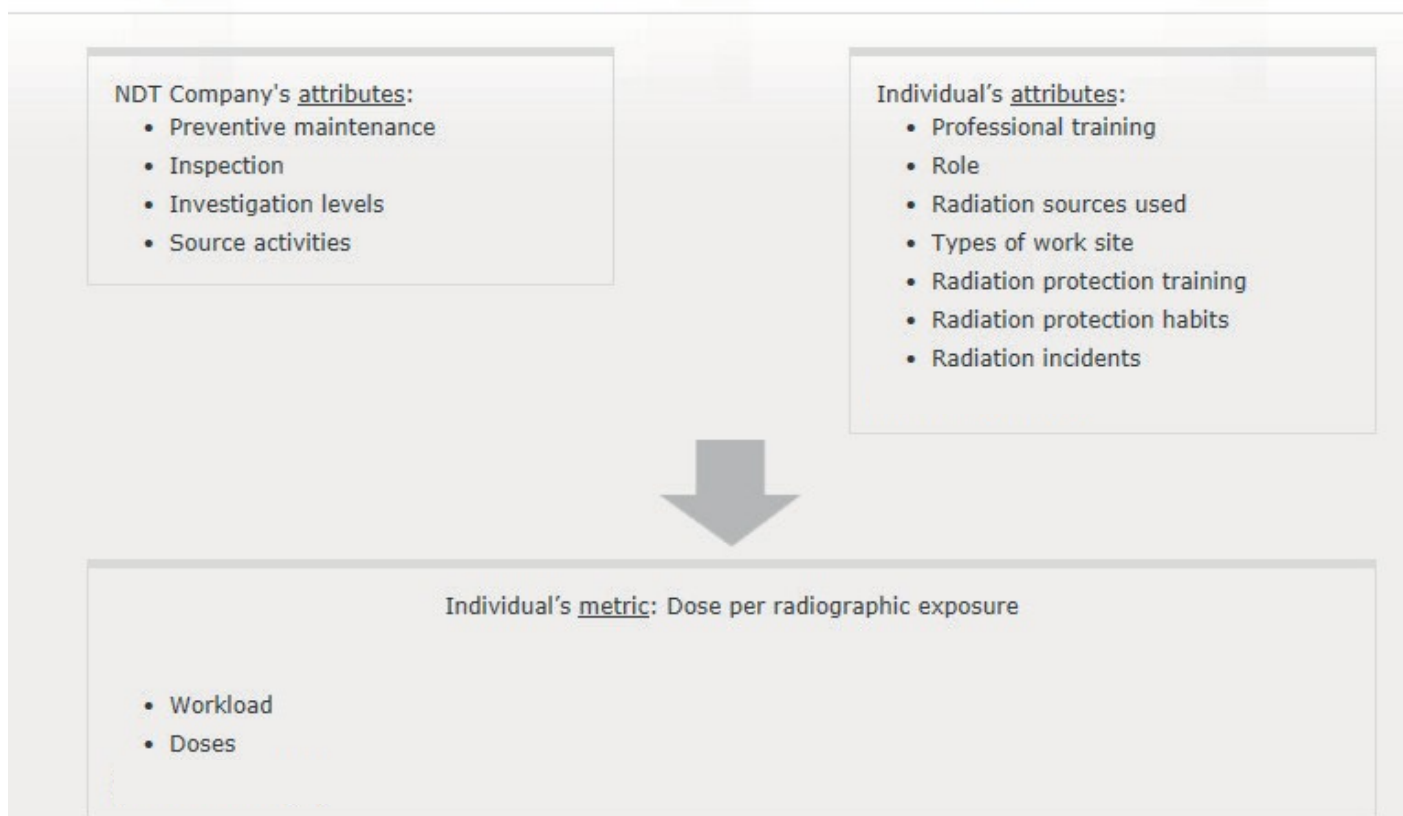 NDT Company's attributes:
• Preventive maintenance
• Inspection
• Investigation levels
• Source activities
Individual’s attributes:
• Professional training
• Role
• Radiation sources used
• Types of work site
• Radiation protection training
• Radiation protection habits
• Radiation incidents
Individual’s metric: Dose per radiographic exposure
• Workload
• Doses